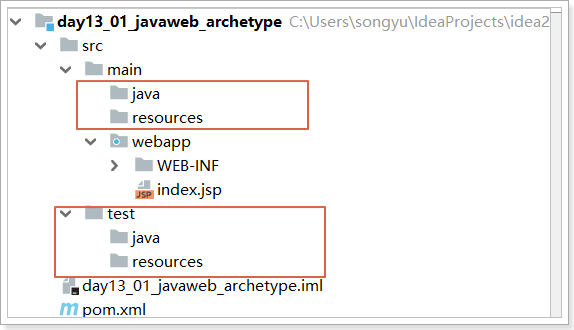 day13_01_javaweb_archetype C:\Users\songyu\IdeaProjects\idea2
src
main
java
resources
webapp
WEB-INF
JSP index.jsp
test
java
resources
day13_01_javaweb_archetype.iml
m pom.xml